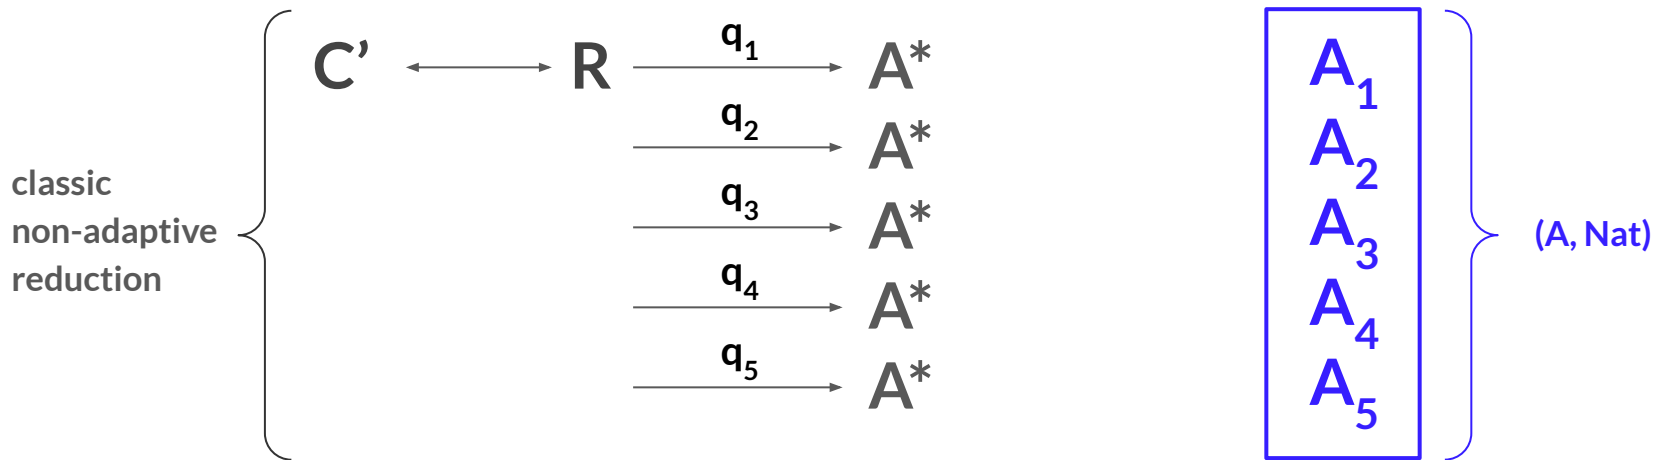 C’ R q1 A* A1
q2 A* A2
classic
non-adaptive
reduction
q3 A* A3
(A, Nat)
q4 A* A4
q5 A* A5